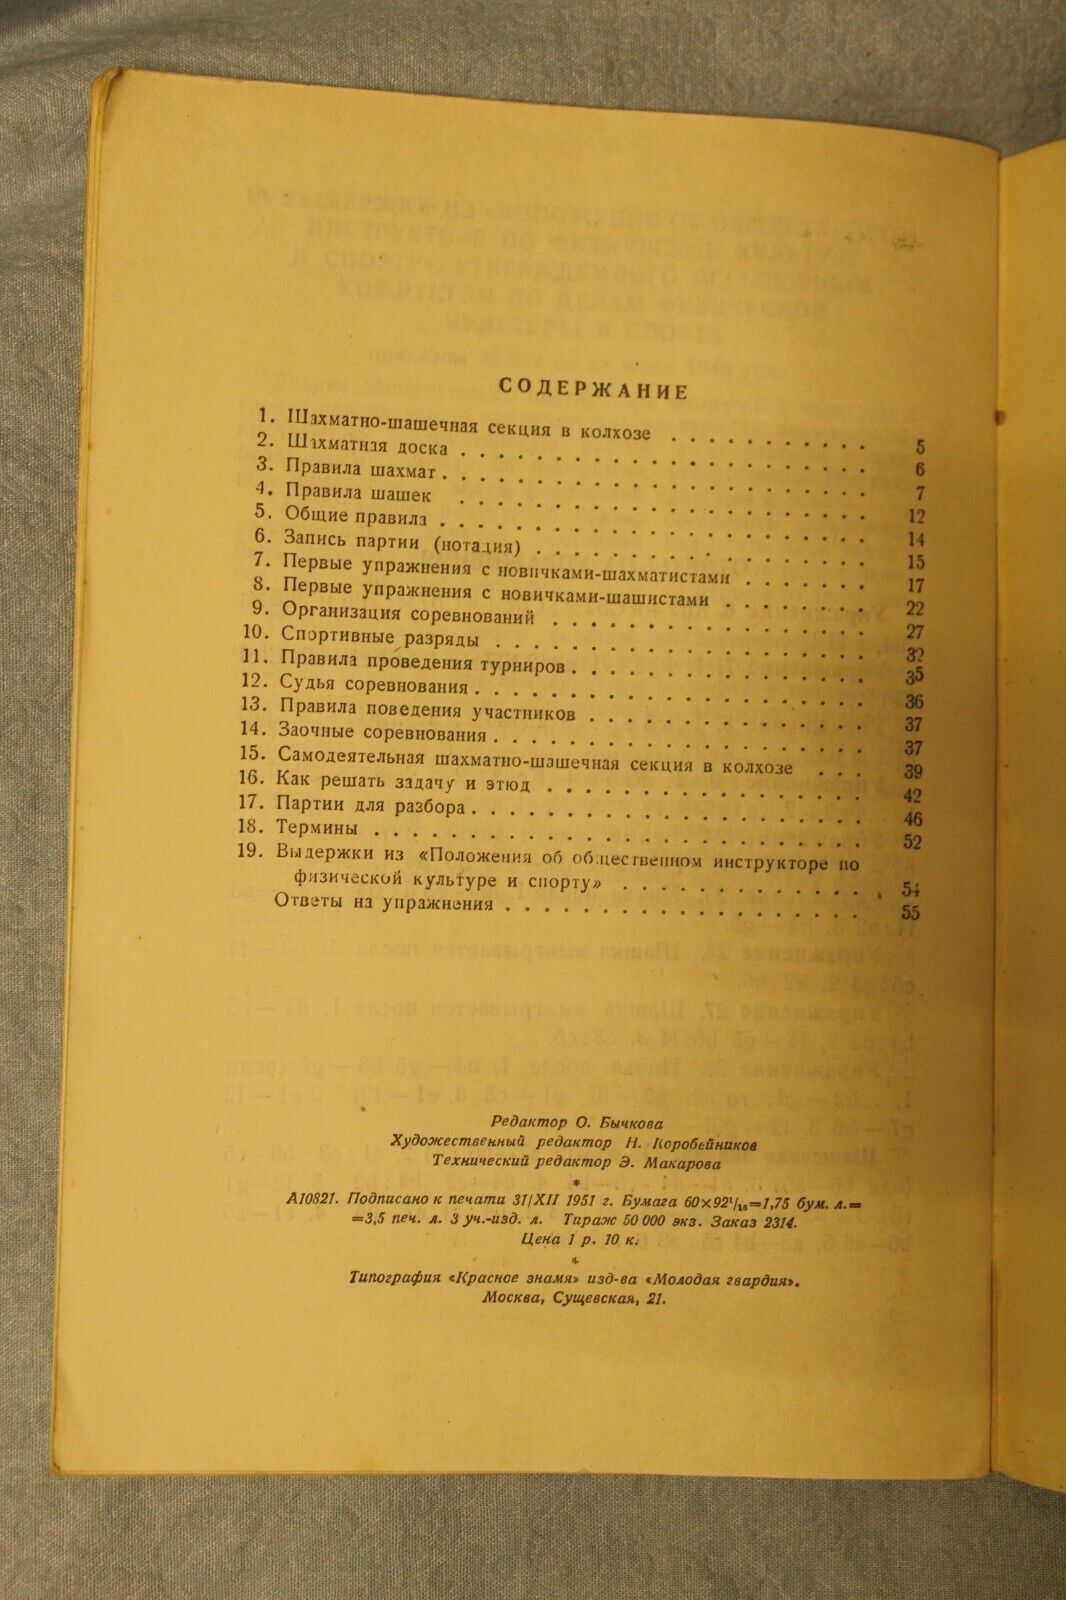 СОДЕРЖАНИЕ
1. Шахматно-шашечная секция в колхозе . . . . . . . . . . . 5
2. Шахматная доска . . . . . . . . . . . . . . . . . . . . . . 6
3. Правила шахмат . . . . . . . . . . . . . . . . . . . . . . . 7
4. Правила шашек . . . . . . . . . . . . . . . . . . . . . . 12
5. Общие правила . . . . . . . . . . . . . . . . . . . . . . . 14
6. Запись партии (нотация) . . . . . . . . . . . . . . . . . . 15
7. Первые упражнения с новичками-шахматистами . . . . . . . 17
8. Первые упражнения с новичками-шашистами . . . . . . . . 22
9. Организация соревнований . . . . . . . . . . . . . . . . . 27
10. Спортивные разряды . . . . . . . . . . . . . . . . . . . . 32
11. Правила проведения турниров . . . . . . . . . . . . . . . . 35
12. Судья соревнования . . . . . . . . . . . . . . . . . . . . . 36
13. Правила поведения участников . . . . . . . . . . . . . . . 37
14. Заочные соревнования . . . . . . . . . . . . . . . . . . . . 37
15. Самодеятельная шахматно-шашечная секция в колхозе . . . 39
16. Как решать задачу и этюд . . . . . . . . . . . . . . . . . 42
17. Партии для разбора . . . . . . . . . . . . . . . . . . . . . 46
18. Термины . . . . . . . . . . . . . . . . . . . . . . . . . . 52
19. Выдержки из «Положения об общественном инструкторе по
физической культуре и спорту» . . . . . . . . . . . . . 54
Ответы на упражнения . . . . . . . . . . . . . . . . . . . 55
Редактор О. Бычкова
Художественный редактор Н. Коробейников
Технический редактор Э. Макарова
*
А10821. Подписано к печати 31/XII 1951 г. Бумага 60×92¹/₁₆=1,75 бум. л.=
=3,5 печ. л. 3 уч.-изд. л. Тираж 50 000 экз. Заказ 2314.
Цена 1 р. 10 к.
*
Типография «Красное знамя» изд-ва «Молодая гвардия».
Москва, Сущевская, 21.